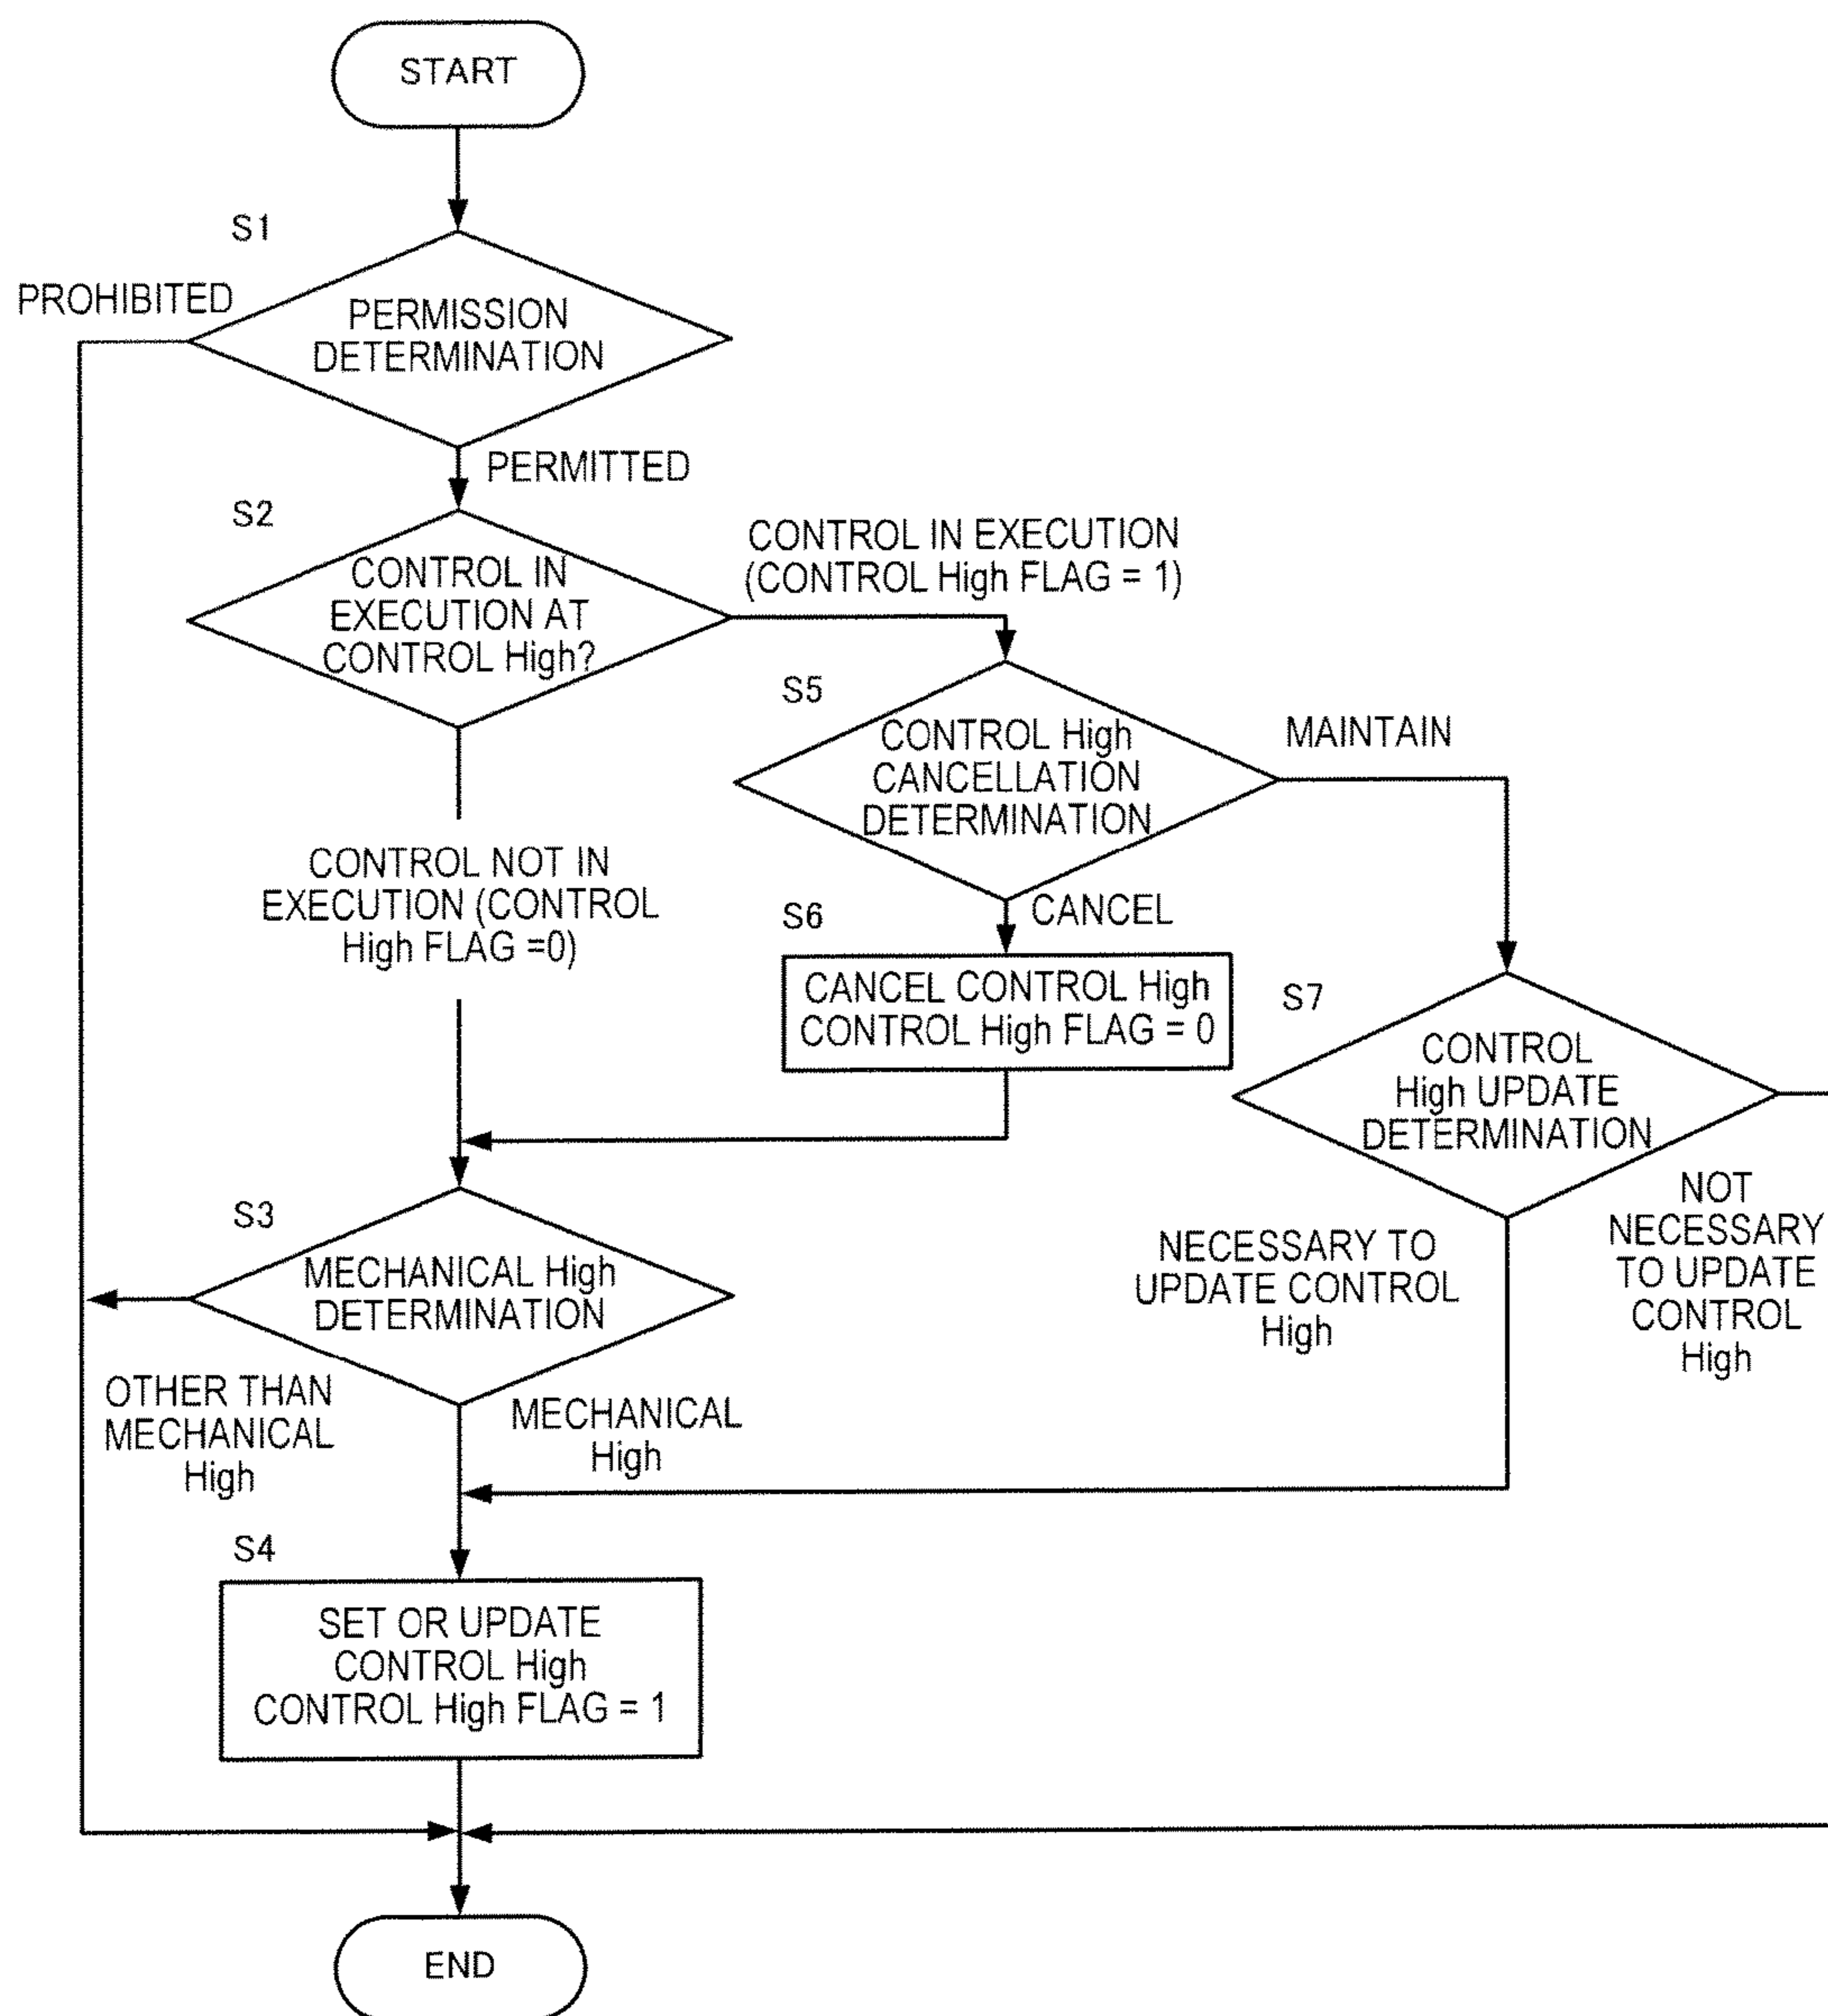 START
S1
PROHIBITED
PERMISSION
DETERMINATION
PERMITTED
S2
CONTROL IN
EXECUTION AT
CONTROL High?
CONTROL IN EXECUTION
(CONTROL High FLAG = 1)
S5
CONTROL High
CANCELLATION
DETERMINATION
MAINTAIN
CONTROL NOT IN
EXECUTION (CONTROL
High FLAG =0)
CANCEL
S6
CANCEL CONTROL High
CONTROL High FLAG = 0
S7
CONTROL
High UPDATE
DETERMINATION
NECESSARY TO
UPDATE CONTROL
High
NOT
NECESSARY
TO UPDATE
CONTROL
High
S3
MECHANICAL High
DETERMINATION
OTHER THAN
MECHANICAL
High
MECHANICAL
High
S4
SET OR UPDATE
CONTROL High
CONTROL High FLAG = 1
END